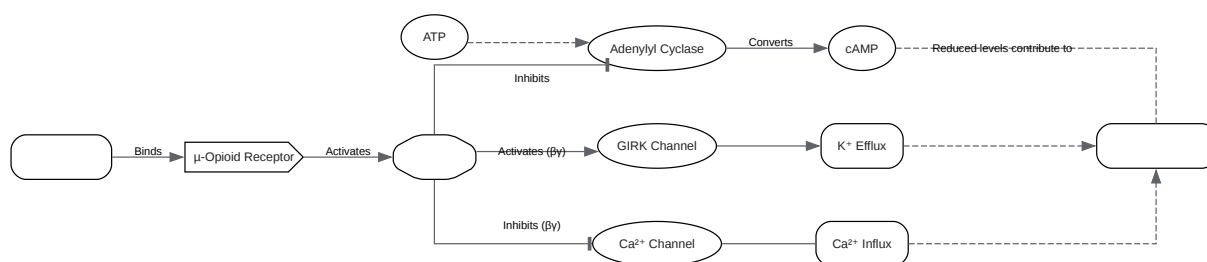 ATP
Adenylyl Cyclase
Converts
cAMP
Reduced levels contribute to
Inhibits
Binds
μ-Opioid Receptor
Activates
Activates (βγ)
GIRK Channel
K⁺ Efflux
Inhibits (βγ)
Ca²⁺ Channel
Ca²⁺ Influx